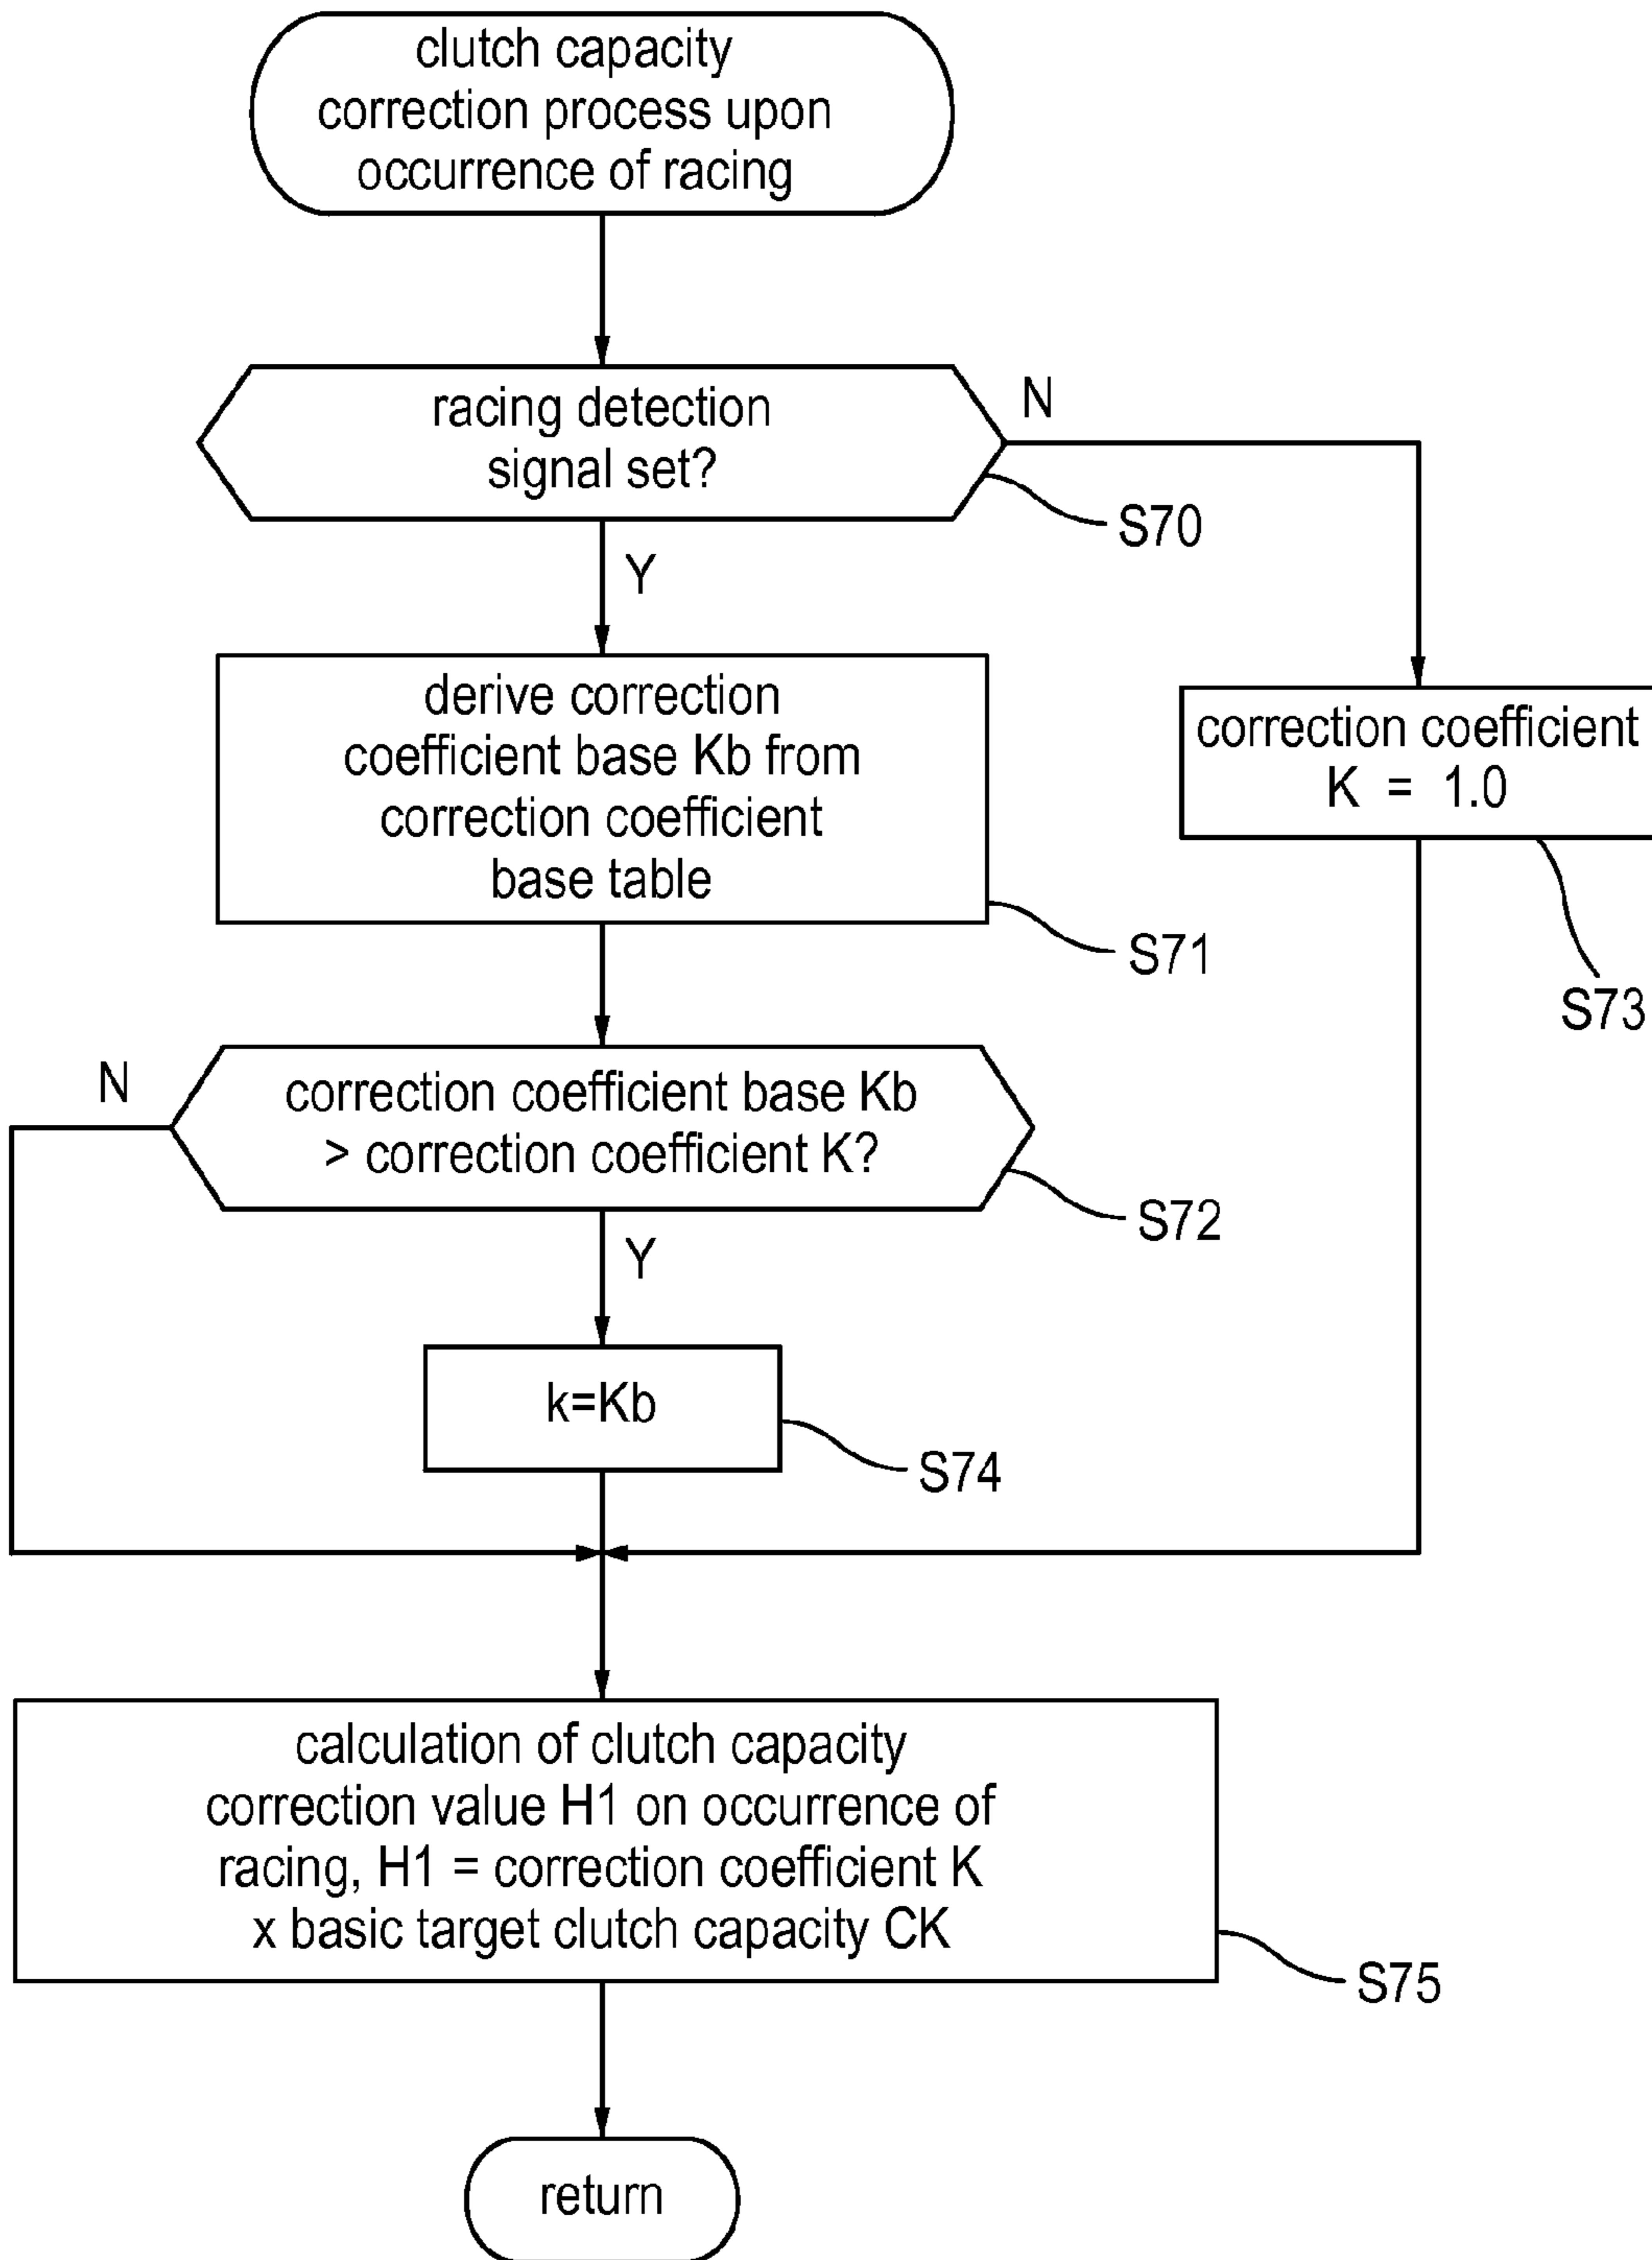 clutch capacity
correction process upon
occurrence of racing
racing detection
signal set?
N
S70
Y
derive correction
coefficient base Kb from
correction coefficient
base table
S71
correction coefficient
K = 1.0
S73
N
correction coefficient base Kb
> correction coefficient K?
S72
Y
k=Kb
S74
calculation of clutch capacity
correction value H1 on occurrence of
racing, H1 = correction coefficient K
x basic target clutch capacity CK
S75
return